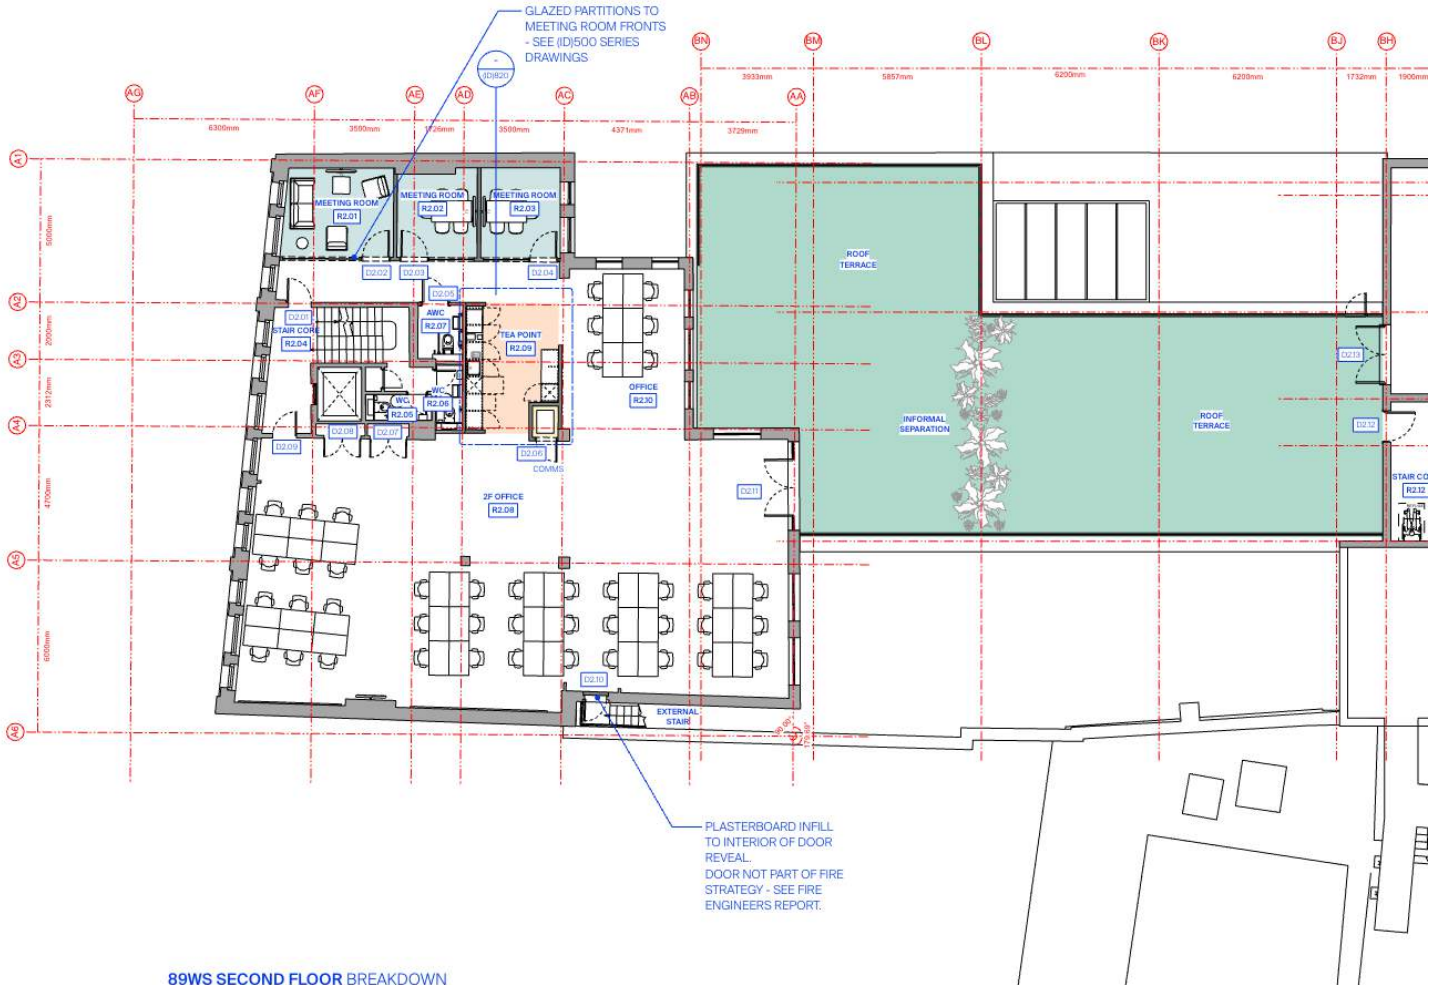 GLAZED PARTITIONS TO
MEETING ROOM FRONTS
- SEE (ID)500 SERIES
DRAWINGS
-
(ID)820
BN
BM
BL
BK
BJ
BH
3933mm
5857mm
6200mm
6200mm
1732mm
1900mm
AG
AF
AE
AD
AC
AB
AA
6300mm
3500mm
1726mm
3500mm
4371mm
3729mm
A1
A2
A3
A4
A5
A6
5000mm
2000mm
2312mm
4700mm
6000mm
MEETING ROOM
R2.01
MEETING ROOM
R2.02
MEETING ROOM
R2.03
D2.02
D2.03
D2.04
D2.05
D2.01
STAIR CORE
R2.04
AWC
R2.07
TEA POINT
R2.09
WC
R2.06
WC
R2.05
OFFICE
R2.10
D2.09
D2.08
D2.07
D2.06
COMMS
2F OFFICE
R2.08
D2.11
ROOF
TERRACE
INFORMAL
SEPARATION
ROOF
TERRACE
D2.13
D2.12
STAIR CO
R2.12
D2.10
EXTERNAL
STAIR
PLASTERBOARD INFILL
TO INTERIOR OF DOOR
REVEAL.
DOOR NOT PART OF FIRE
STRATEGY - SEE FIRE
ENGINEERS REPORT.
89WS SECOND FLOOR BREAKDOWN